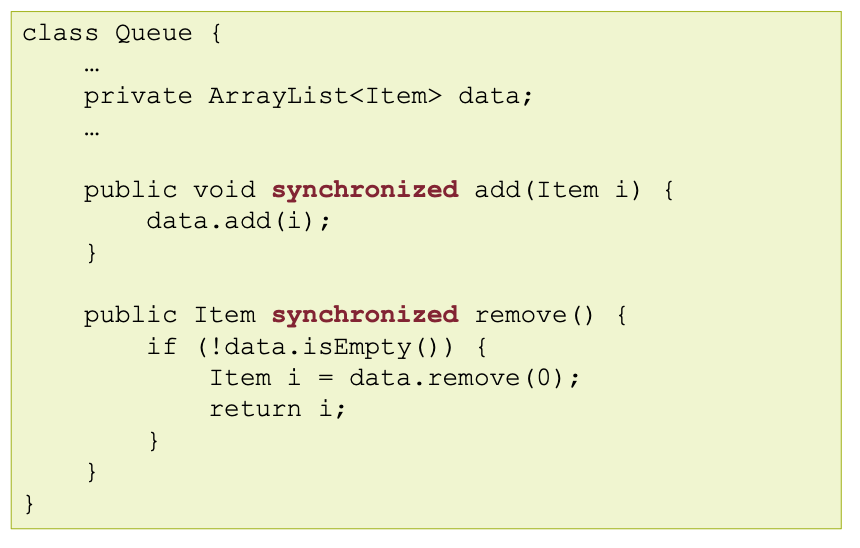 class Queue {
    …
    private ArrayList<Item> data;
    …

    public void synchronized add(Item i) {
        data.add(i);
    }

    public Item synchronized remove() {
        if (!data.isEmpty()) {
            Item i = data.remove(0);
            return i;
        }
    }
}